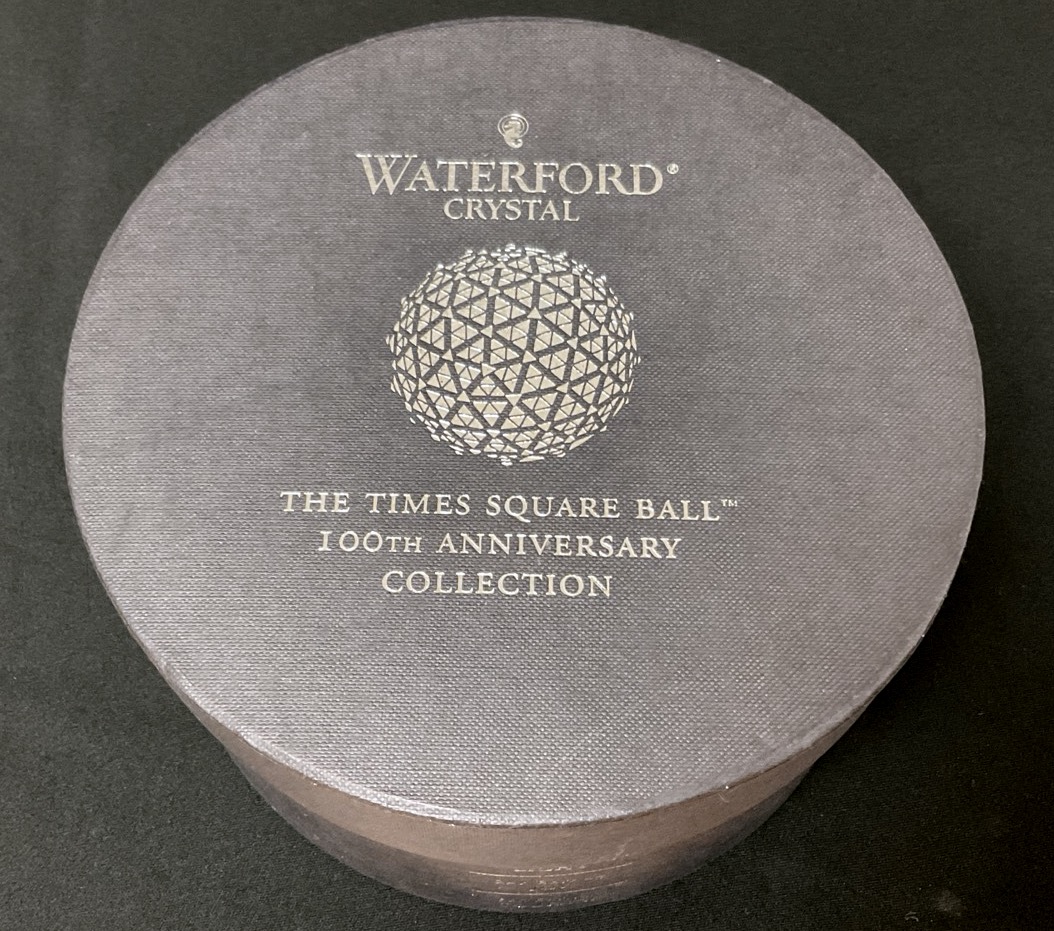 WATERFORD®
CRYSTAL
THE TIMES SQUARE BALL™
100TH ANNIVERSARY
COLLECTION